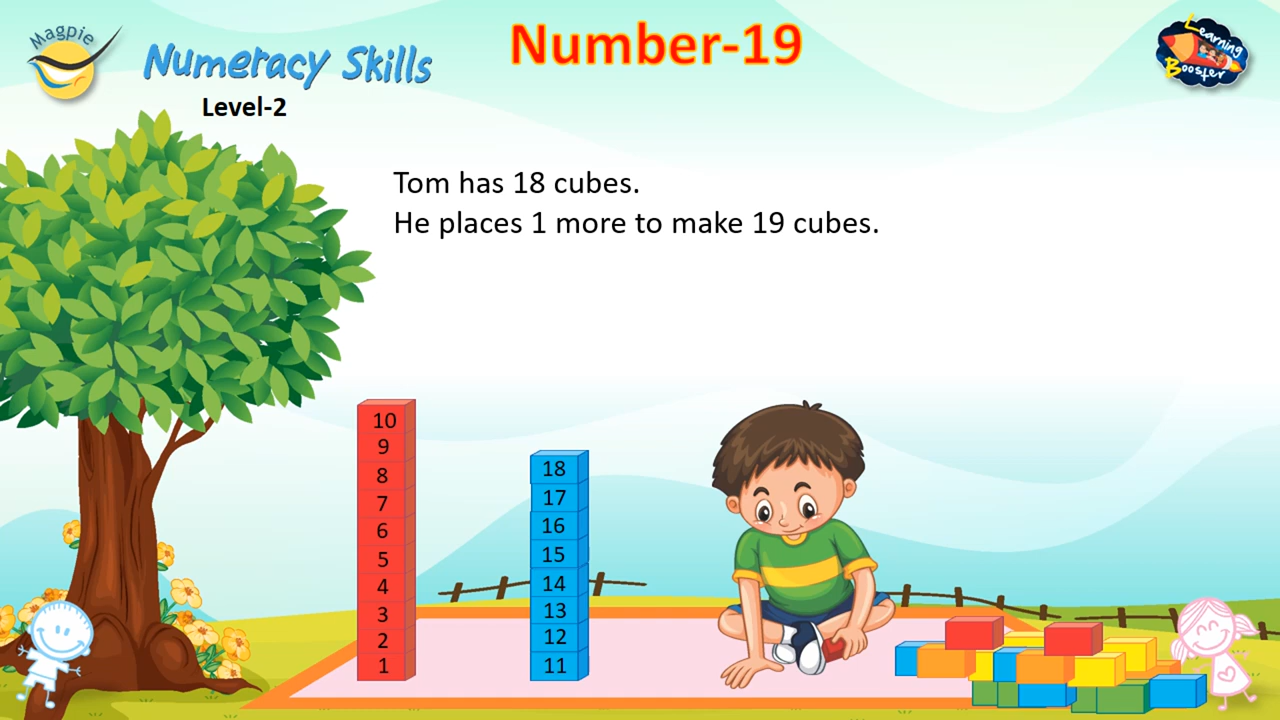 Magpie
Numeracy Skills
Level-2
Number-19
Learning
Booster
Tom has 18 cubes.
He places 1 more to make 19 cubes.
10
9
8
7
6
5
4
3
2
1
18
17
16
15
14
13
12
11